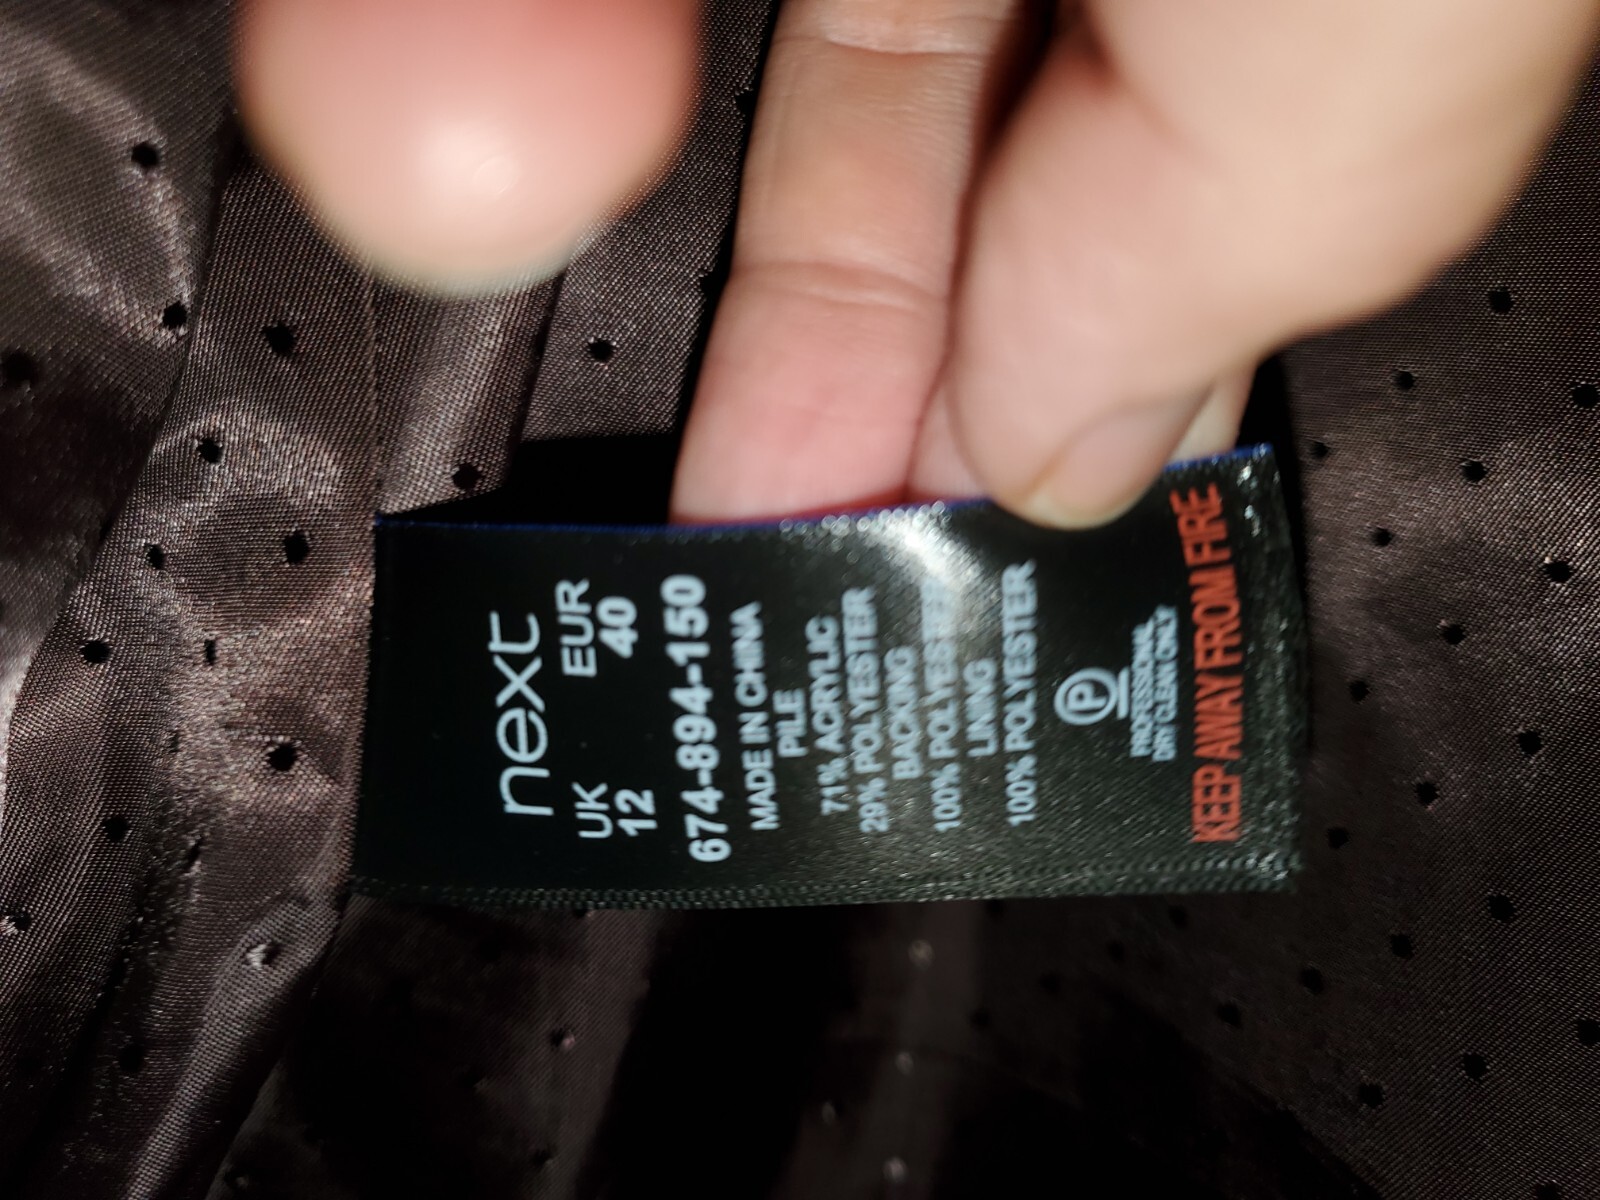 next
UK EUR
12 40
674-894-150
MADE IN CHINA
PILE
71% ACRYLIC
29% POLYESTER
BACKING
100% POLYESTER
LINING
100% POLYESTER
P
PROFESSIONAL
DRY CLEAN ONLY
KEEP AWAY FROM FIRE